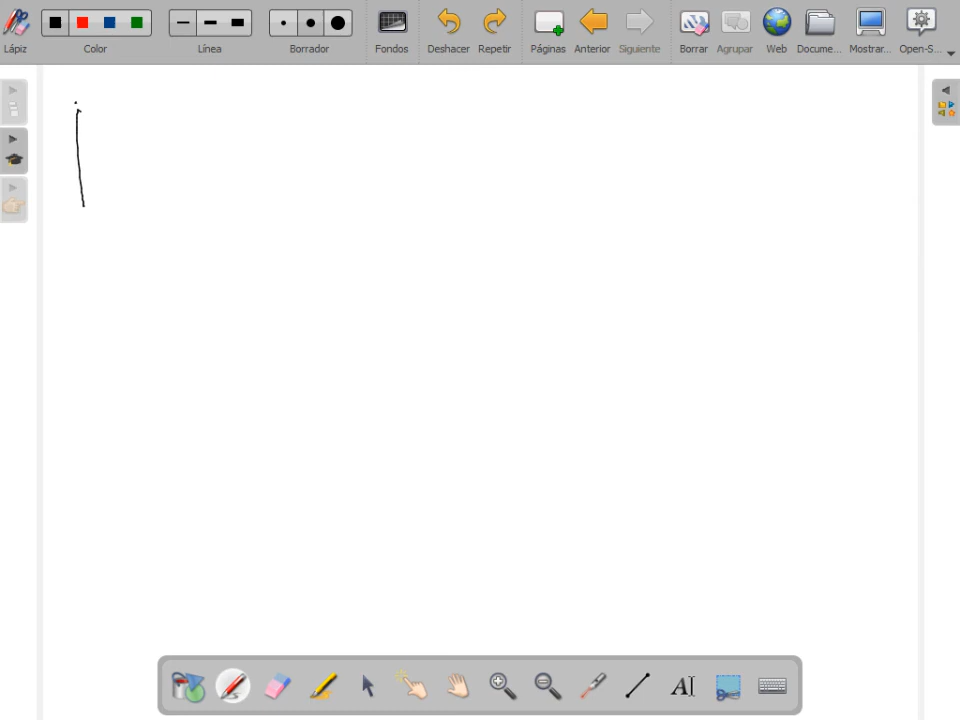 Lápiz Color Línea Borrador Fondos Deshacer Repetir Páginas Anterior Siguiente Borrar Agrupar Web Docume... Mostrar... Open-S...